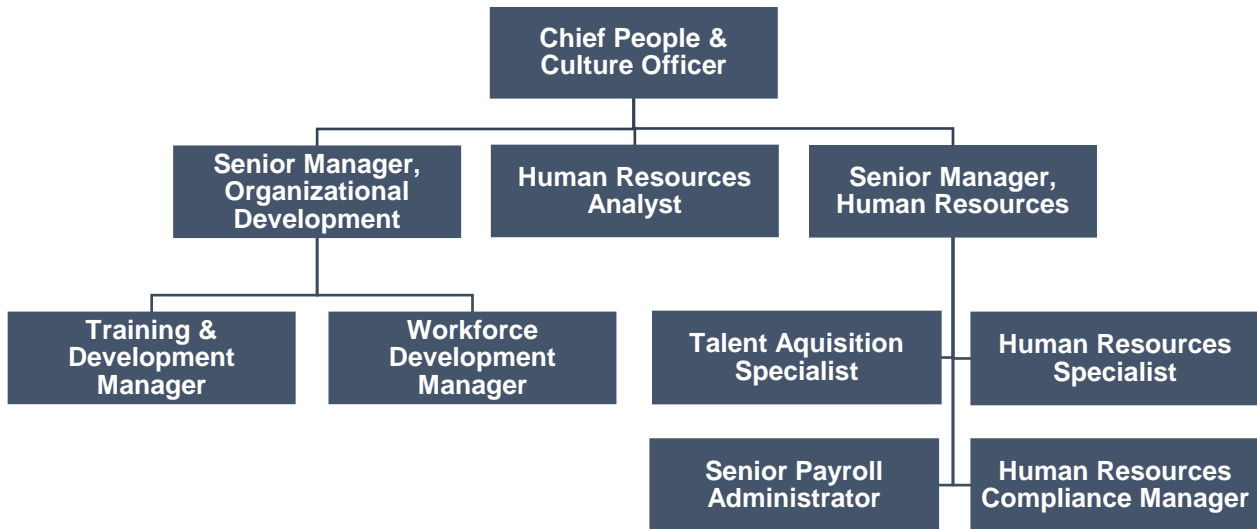 Chief People &
Culture Officer
Senior Manager,
Organizational
Development
Human Resources
Analyst
Senior Manager,
Human Resources
Training &
Development
Manager
Workforce
Development
Manager
Talent Aquisition
Specialist
Human Resources
Specialist
Senior Payroll
Administrator
Human Resources
Compliance Manager